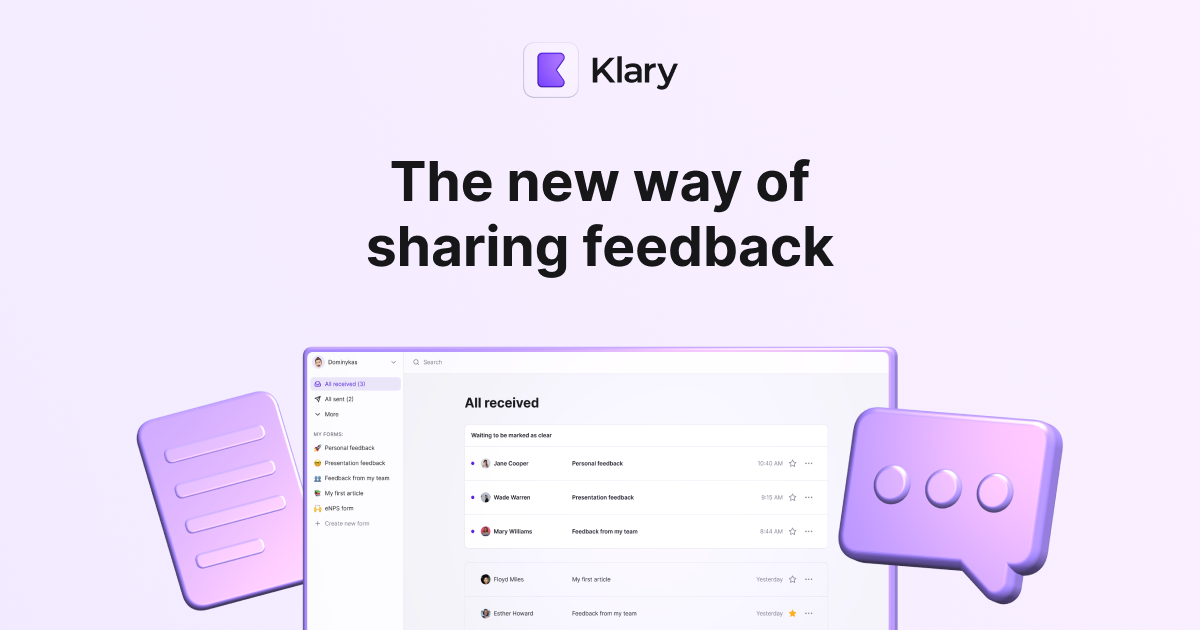 Klary
The new way of
sharing feedback
Dominykas
Search
All received (3)
All sent (2)
More
MY FORMS:
Personal feedback
Presentation feedback
Feedback from my team
My first article
eNPS form
Create new form
All received
Waiting to be marked as clear
Jane Cooper Personal feedback 10:40 AM
Wade Warren Presentation feedback 9:15 AM
Mary Williams Feedback from my team 8:44 AM
Floyd Miles My first article Yesterday
Esther Howard Feedback from my team Yesterday